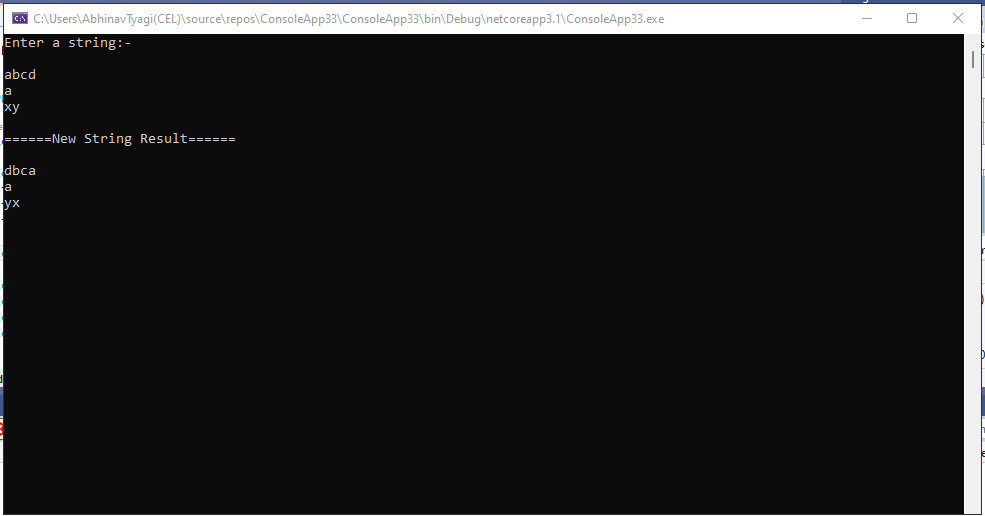 C:\Users\AbhinavTyagi(CEL)\source\repos\ConsoleApp33\ConsoleApp33\bin\Debug\netcoreapp3.1\ConsoleApp33.exe
Enter a string:-
abcd
a
xy
======New String Result======
dbca
a
yx